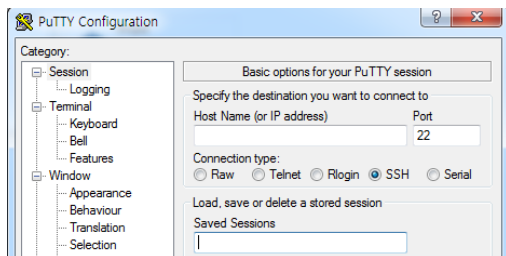 PuTTY Configuration
Category:
Session
Logging
Terminal
Keyboard
Bell
Features
Window
Appearance
Behaviour
Translation
Selection
Basic options for your PuTTY session
Specify the destination you want to connect to
Host Name (or IP address) Port
22
Connection type:
Raw Telnet Rlogin SSH Serial
Load, save or delete a stored session
Saved Sessions